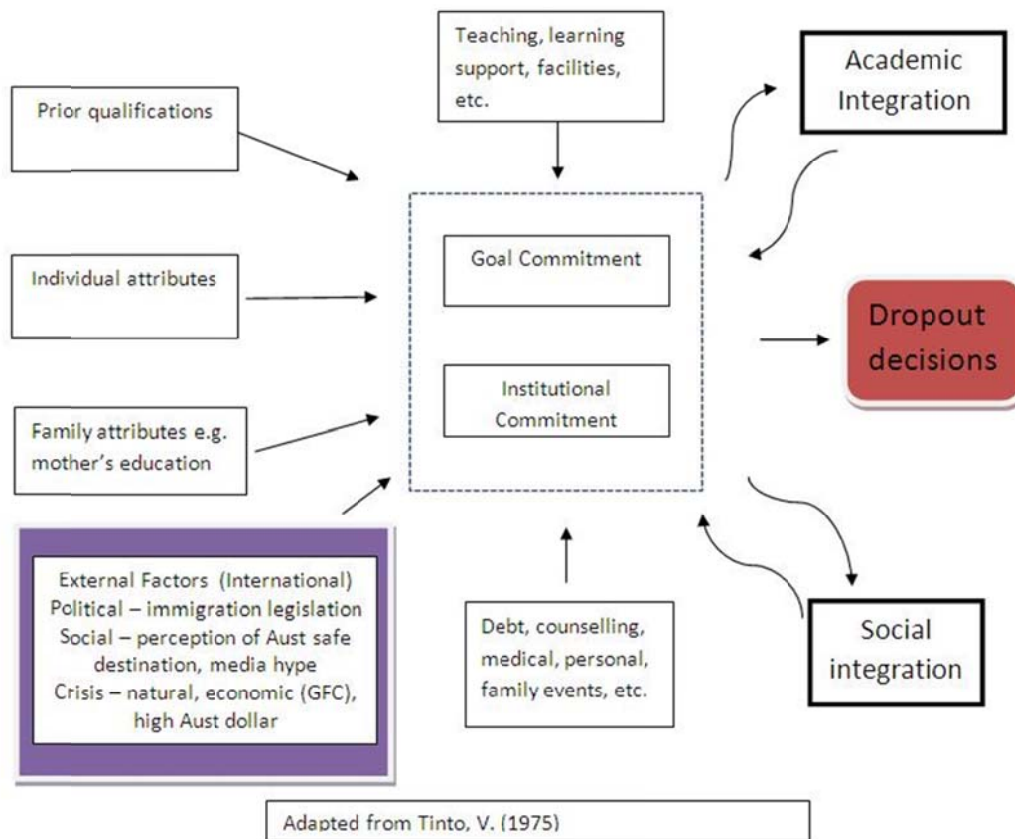 Teaching, learning
support, facilities,
etc.
Academic
Integration
Prior qualifications
Goal Commitment
Individual attributes
Dropout
decisions
Institutional
Commitment
Family attributes e.g.
mother's education
External Factors (International)
Political – immigration legislation
Social – perception of Aust safe
destination, media hype
Crisis – natural, economic (GFC),
high Aust dollar
Debt, counselling,
medical, personal,
family events, etc.
Social
integration
Adapted from Tinto, V. (1975)